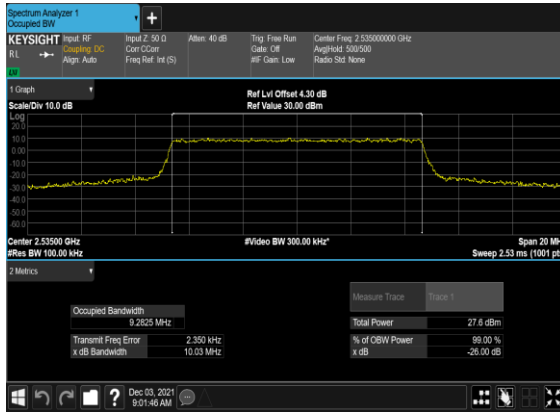 Spectrum Analyzer 1
Occupied BW
KEYSIGHT
RL
Input: RF
Coupling: DC
Align: Auto
Input Z: 50 Ω
Corr CCorr
Freq Ref: Int (S)
Atten: 40 dB
Trig: Free Run
Gate: Off
#IF Gain: Low
Center Freq: 2.535000000 GHz
Avg|Hold: 500/500
Radio Std: None
1 Graph
Scale/Div 10.0 dB
Ref Lvl Offset 4.30 dB
Ref Value 30.00 dBm
Log
20.0
10.0
0.00
-10.0
-20.0
-30.0
-40.0
-50.0
-60.0
Center 2.53500 GHz
#Res BW 100.00 kHz
#Video BW 300.00 kHz*
Span 20 MH
Sweep 2.53 ms (1001 pt
2 Metrics
Measure Trace Trace 1
Occupied Bandwidth
9.2825 MHz
Total Power 27.6 dBm
Transmit Freq Error 2.350 kHz
% of OBW Power 99.00 %
x dB Bandwidth 10.03 MHz
x dB -26.00 dB
Dec 03, 2021
9:01:46 AM